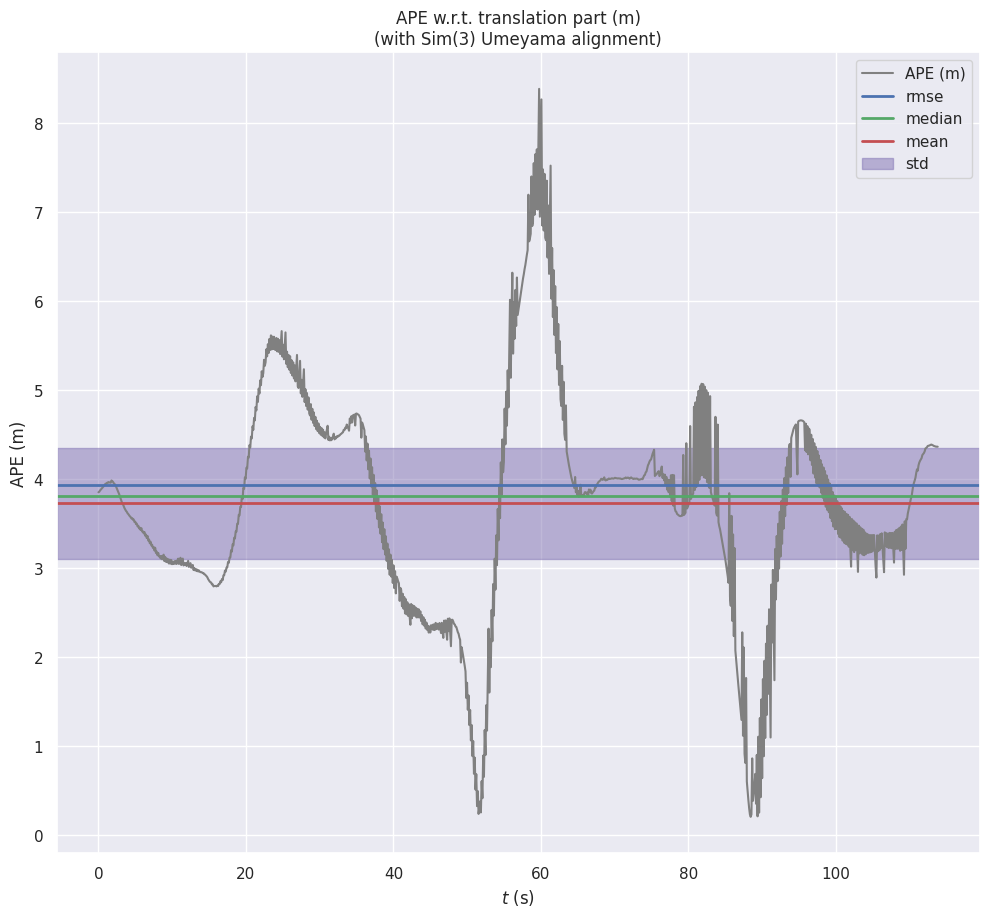 APE w.r.t. translation part (m)
(with Sim(3) Umeyama alignment)
APE (m)
rmse
median
mean
std
APE (m)
8
7
6
5
4
3
2
1
0
0 20 40 60 80 100
t (s)